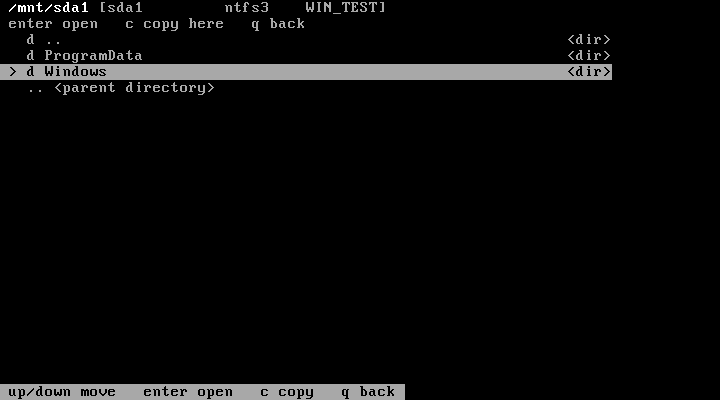 /mnt/sda1 [sda1         ntfs3    WIN_TEST]
enter open   c copy here   q back
  d ..                                                        <dir>
  d ProgramData                                               <dir>
> d Windows                                                   <dir>
  .. <parent directory>
up/down move   enter open   c copy   q back